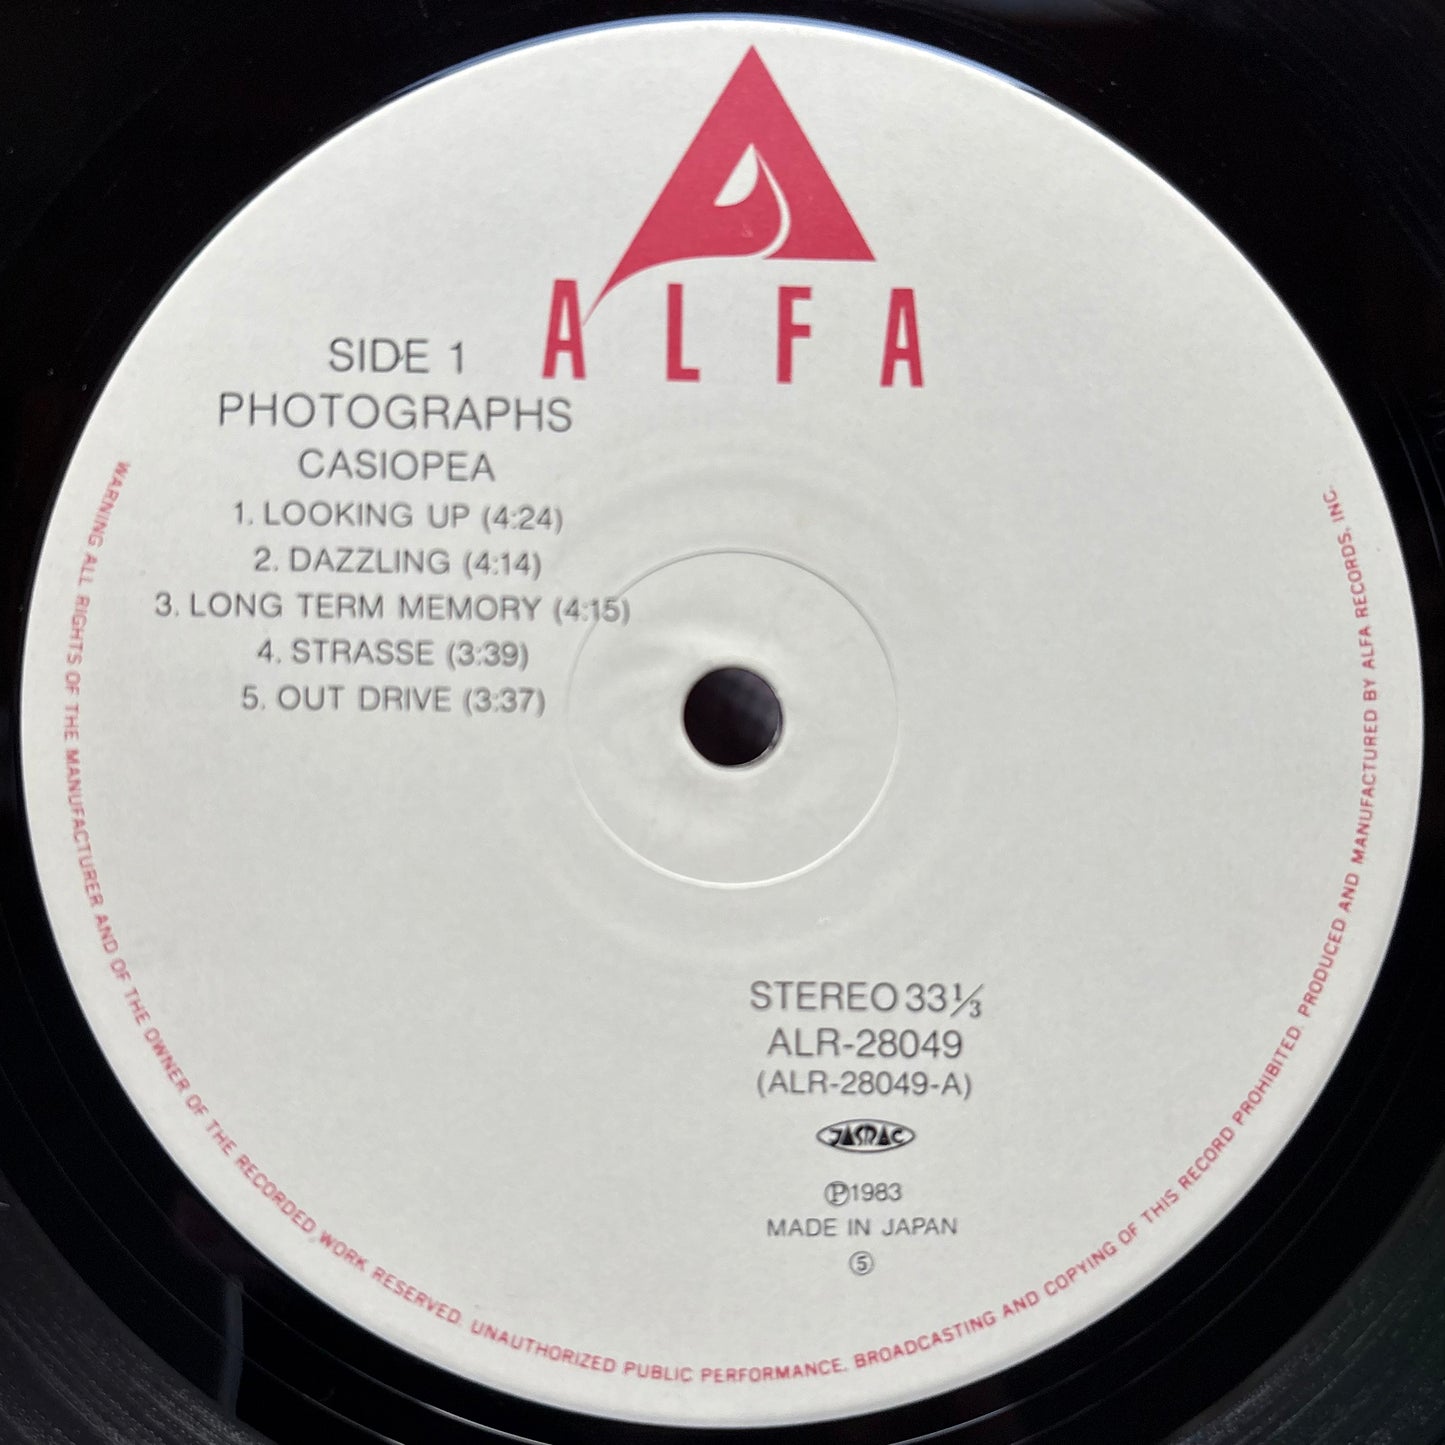 ALFA
SIDE 1
PHOTOGRAPHS
CASIOPEA
1. LOOKING UP (4:24)
2. DAZZLING (4:14)
3. LONG TERM MEMORY (4:15)
4. STRASSE (3:39)
5. OUT DRIVE (3:37)
STEREO 33⅓
ALR-28049
(ALR-28049-A)
JASRAC
Ⓟ1983
MADE IN JAPAN
⑤
WARNING ALL RIGHTS OF THE MANUFACTURER AND OF THE OWNER OF THE RECORDED WORK RESERVED. UNAUTHORIZED PUBLIC PERFORMANCE, BROADCASTING AND COPYING OF THIS RECORD PROHIBITED. PRODUCED AND MANUFACTURED BY ALFA RECORDS, INC.